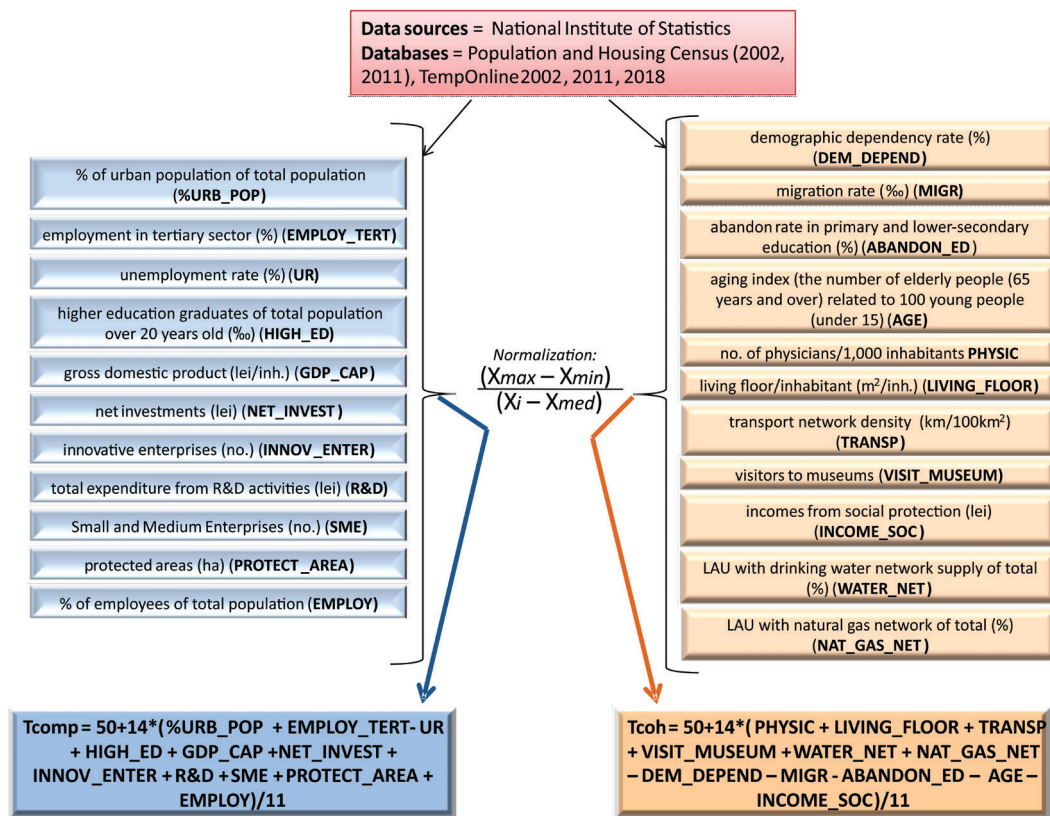 Data sources = National Institute of Statistics
Databases = Population and Housing Census (2002,
2011), TempOnline2002, 2011, 2018
% of urban population of total population
(%URB_POP)
employment in tertiary sector (%) (EMPLOY_TERT)
unemployment rate (%) (UR)
higher education graduates of total population
over 20 years old (‰) (HIGH_ED)
gross domestic product (lei/inh.) (GDP_CAP)
net investments (lei) (NET_INVEST)
innovative enterprises (no.) (INNOV_ENTER)
total expenditure from R&D activities (lei) (R&D)
Small and Medium Enterprises (no.) (SME)
protected areas (ha) (PROTECT_AREA)
% of employees of total population (EMPLOY)
Normalization:
(Xmax – Xmin)
(Xi – Xmed)
demographic dependency rate (%)
(DEM_DEPEND)
migration rate (‰) (MIGR)
abandon rate in primary and lower-secondary
education (%) (ABANDON_ED)
aging index (the number of elderly people (65
years and over) related to 100 young people
(under 15) (AGE)
no. of physicians/1,000 inhabitants PHYSIC
living floor/inhabitant (m²/inh.) (LIVING_FLOOR)
transport network density (km/100km²)
(TRANSP)
visitors to museums (VISIT_MUSEUM)
incomes from social protection (lei)
(INCOME_SOC)
LAU with drinking water network supply of total
(%) (WATER_NET)
LAU with natural gas network of total (%)
(NAT_GAS_NET)
Tcomp = 50+14*(%URB_POP + EMPLOY_TERT- UR
+ HIGH_ED + GDP_CAP +NET_INVEST +
INNOV_ENTER + R&D + SME + PROTECT_AREA +
EMPLOY)/11
Tcoh = 50+14*( PHYSIC + LIVING_FLOOR + TRANSP
+ VISIT_MUSEUM +WATER_NET + NAT_GAS_NET
– DEM_DEPEND – MIGR - ABANDON_ED – AGE –
INCOME_SOC)/11